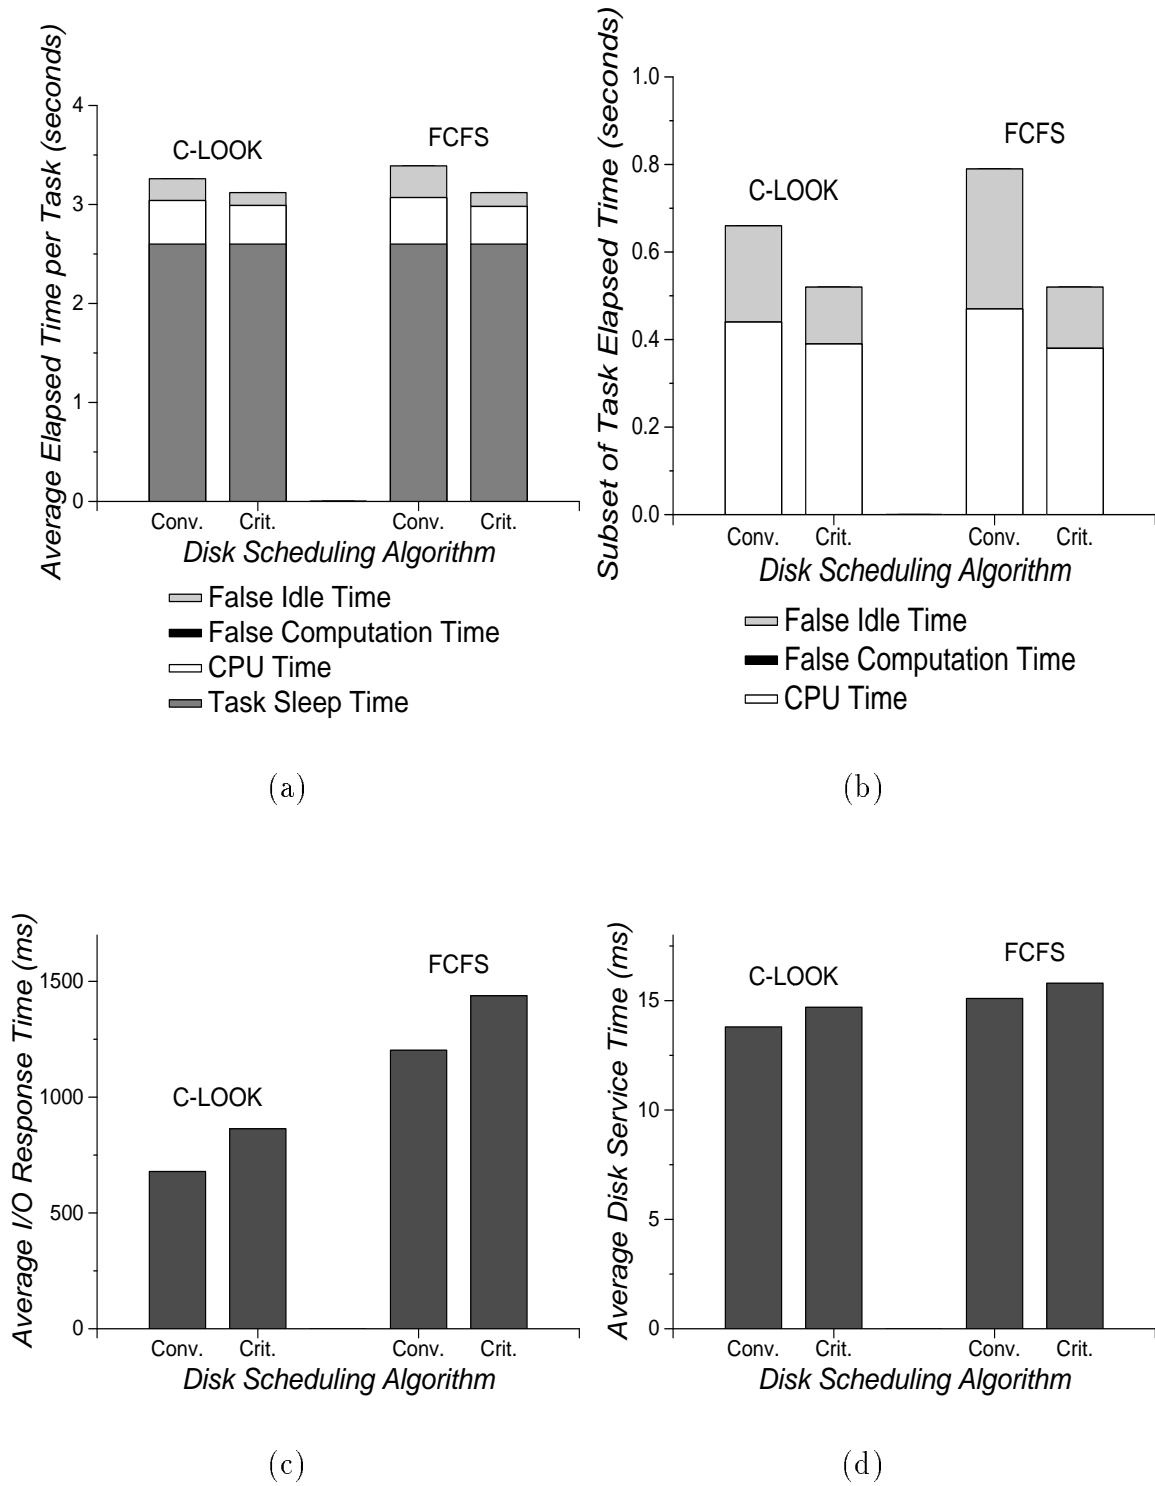 Average Elapsed Time per Task (seconds)
4
3
2
1
0
C-LOOK
FCFS
Conv.
Crit.
Conv.
Crit.
Disk Scheduling Algorithm
False Idle Time
False Computation Time
CPU Time
Task Sleep Time
(a)
Subset of Task Elapsed Time (seconds)
1.0
0.8
0.6
0.4
0.2
0.0
C-LOOK
FCFS
Conv.
Crit.
Conv.
Crit.
Disk Scheduling Algorithm
False Idle Time
False Computation Time
CPU Time
(b)
Average I/O Response Time (ms)
1500
1000
500
0
C-LOOK
FCFS
Conv.
Crit.
Conv.
Crit.
Disk Scheduling Algorithm
(c)
Average Disk Service Time (ms)
15
10
5
0
C-LOOK
FCFS
Conv.
Crit.
Conv.
Crit.
Disk Scheduling Algorithm
(d)